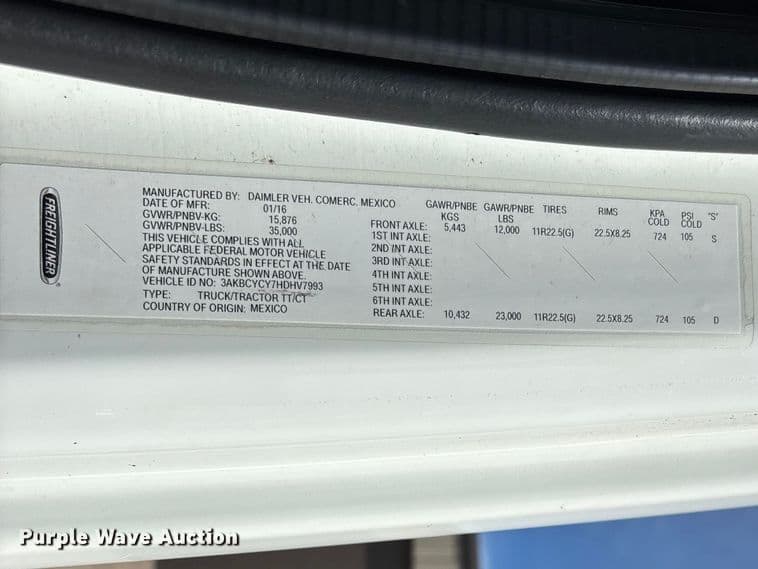 FREIGHTLINER
MANUFACTURED BY: DAIMLER VEH. COMERC, MEXICO
DATE OF MFR: 01/16
GVWR/PNBV-KG: 15,876
GVWR/PNBV-LBS: 35,000
THIS VEHICLE COMPLIES WITH ALL
APPLICABLE FEDERAL MOTOR VEHICLE
SAFETY STANDARDS IN EFFECT AT THE DATE
OF MANUFACTURE SHOWN ABOVE.
VEHICLE ID NO: 3AKBCYCY7HDHV7993
TYPE: TRUCK/TRACTOR TT/CT
COUNTRY OF ORIGIN: MEXICO
GAWR/PNBE KGS GAWR/PNBE LBS TIRES RIMS KPA COLD PSI COLD "S"
FRONT AXLE: 5,443 12,000 11R22.5(G) 22.5X8.25 724 105 S
1ST INT AXLE:
2ND INT AXLE:
3RD INT AXLE:
4TH INT AXLE:
5TH INT AXLE:
6TH INT AXLE:
REAR AXLE: 10,432 23,000 11R22.5(G) 22.5X8.25 724 105 D
Purple Wave Auction